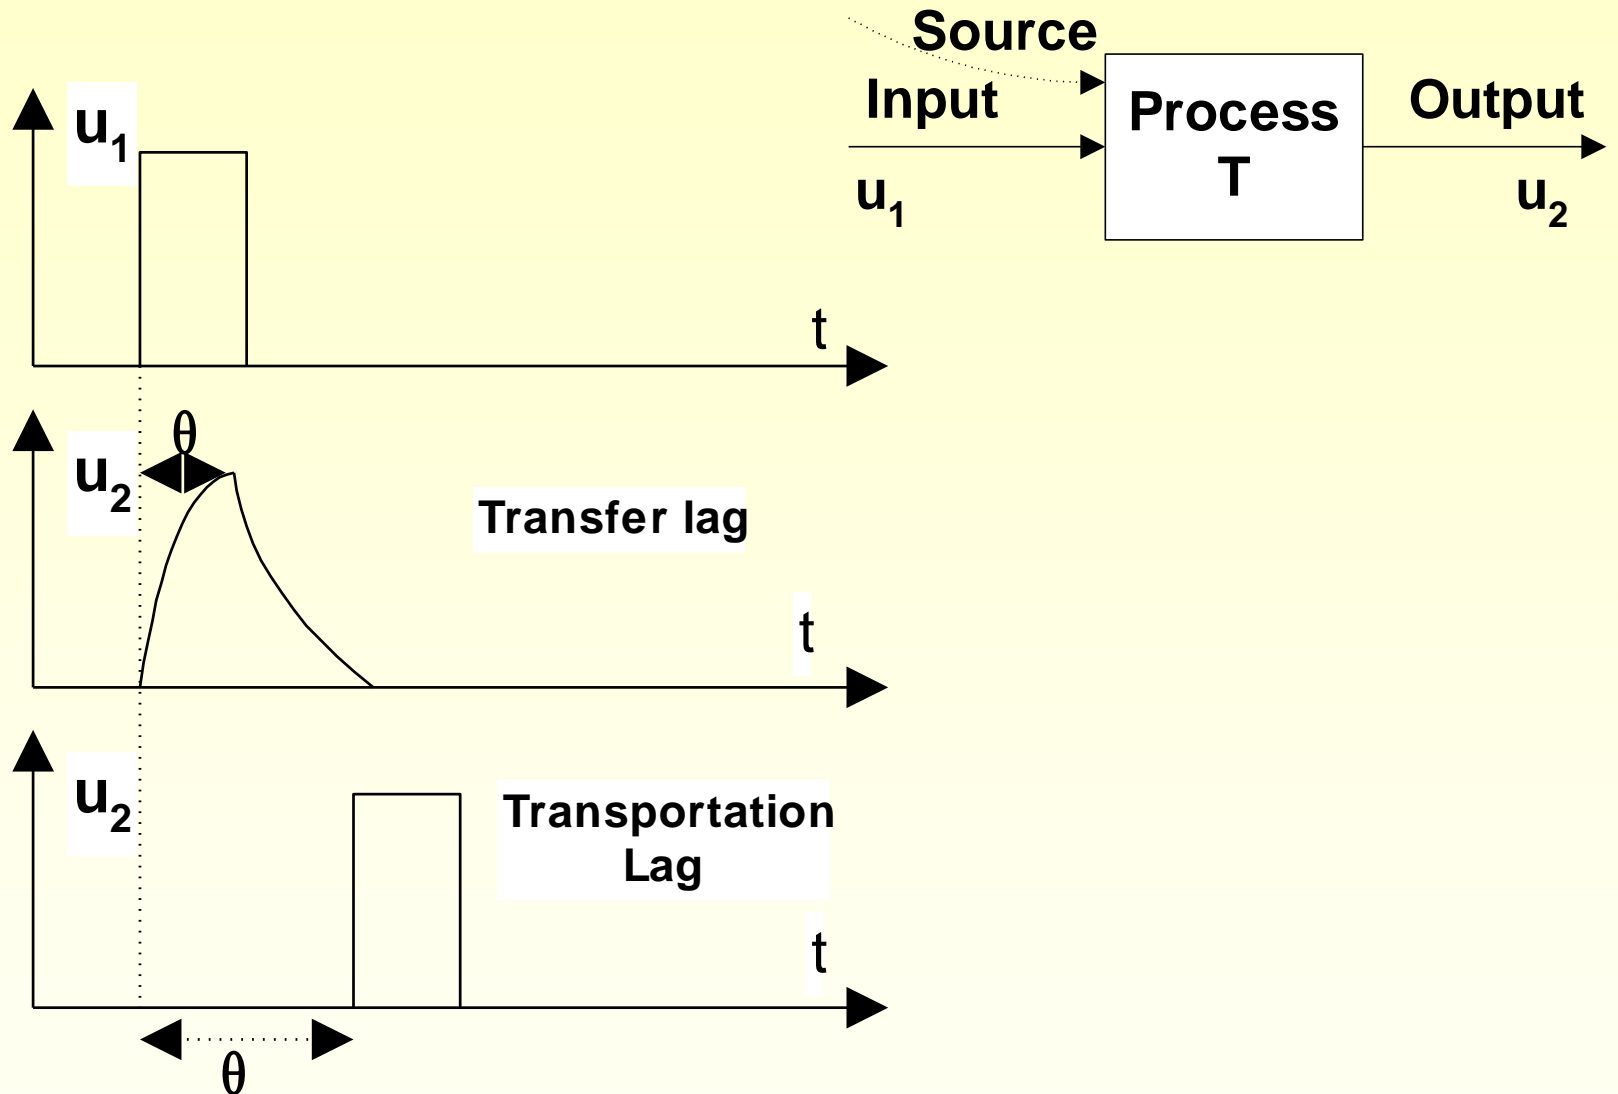 Source
Input
Process
T
Output
u₁
u₂
u₁
t
θ
u₂
Transfer lag
t
u₂
Transportation
Lag
t
θ